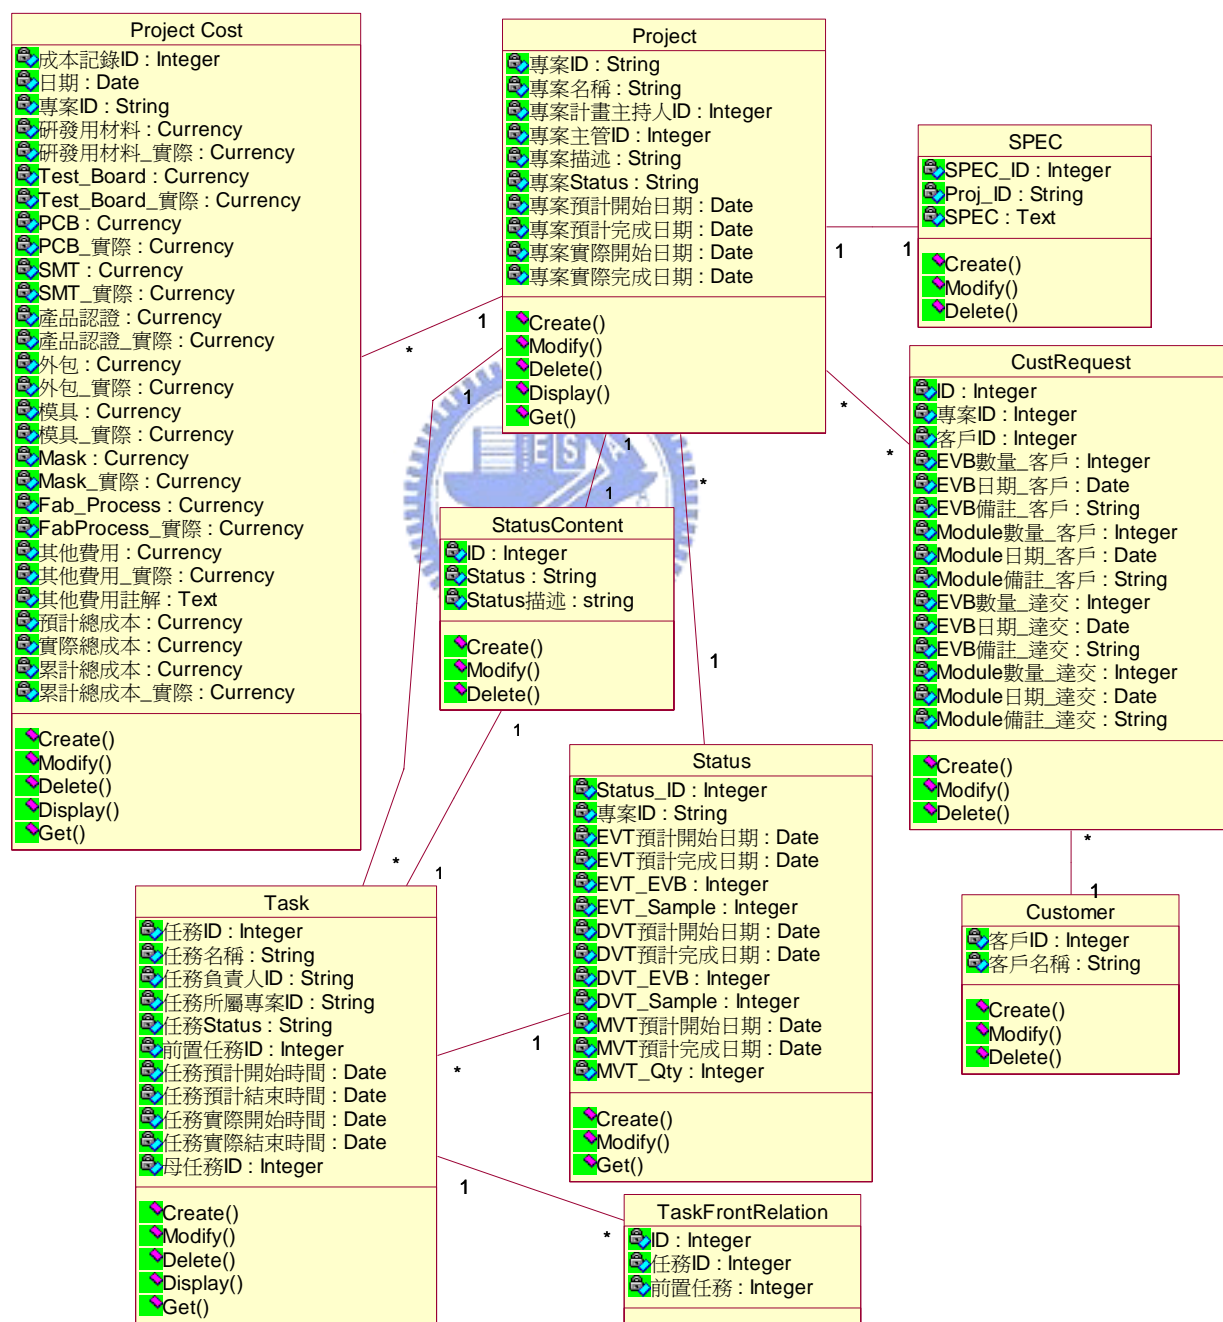 Project Cost
成本記錄ID : Integer
日期 : Date
專案ID : String
研發用材料 : Currency
研發用材料_實際 : Currency
Test_Board : Currency
Test_Board_實際 : Currency
PCB : Currency
PCB_實際 : Currency
SMT : Currency
SMT_實際 : Currency
產品認證 : Currency
產品認證_實際 : Currency
外包 : Currency
外包_實際 : Currency
模具 : Currency
模具_實際 : Currency
Mask : Currency
Mask_實際 : Currency
Fab_Process : Currency
FabProcess_實際 : Currency
其他費用 : Currency
其他費用_實際 : Currency
其他費用註解 : Text
預計總成本 : Currency
實際總成本 : Currency
累計總成本 : Currency
累計總成本_實際 : Currency
Create()
Modify()
Delete()
Display()
Get()
Project
專案ID : String
專案名稱 : String
專案計畫主持人ID : Integer
專案主管ID : Integer
專案描述 : String
專案Status : String
專案預計開始日期 : Date
專案預計完成日期 : Date
專案實際開始日期 : Date
專案實際完成日期 : Date
Create()
Modify()
Delete()
Display()
Get()
SPEC
SPEC_ID : Integer
Proj_ID : String
SPEC : Text
Create()
Modify()
Delete()
1
1
1
*
1
1
*
*
*
ESA
1
StatusContent
ID : Integer
Status : String
Status描述 : string
Create()
Modify()
Delete()
CustRequest
ID : Integer
專案ID : Integer
客戶ID : Integer
EVB數量_客戶 : Integer
EVB日期_客戶 : Date
EVB備註_客戶 : String
Module數量_客戶 : Integer
Module日期_客戶 : Date
Module備註_客戶 : String
EVB數量_達交 : Integer
EVB日期_達交 : Date
EVB備註_達交 : String
Module數量_達交 : Integer
Module日期_達交 : Date
Module備註_達交 : String
Create()
Modify()
Delete()
1
1
*
1
Status
Status_ID : Integer
專案ID : String
EVT預計開始日期 : Date
EVT預計完成日期 : Date
EVT_EVB : Integer
EVT_Sample : Integer
DVT預計開始日期 : Date
DVT預計完成日期 : Date
DVT_EVB : Integer
DVT_Sample : Integer
MVT預計開始日期 : Date
MVT預計完成日期 : Date
MVT_Qty : Integer
Create()
Modify()
Get()
*
1
Customer
客戶ID : Integer
客戶名稱 : String
Create()
Modify()
Delete()
Task
任務ID : Integer
任務名稱 : String
任務負責人ID : String
任務所屬專案ID : String
任務Status : String
前置任務ID : Integer
任務預計開始時間 : Date
任務預計結束時間 : Date
任務實際開始時間 : Date
任務實際結束時間 : Date
母任務ID : Integer
Create()
Modify()
Delete()
Display()
Get()
1
*
1
*
TaskFrontRelation
ID : Integer
任務ID : Integer
前置任務 : Integer